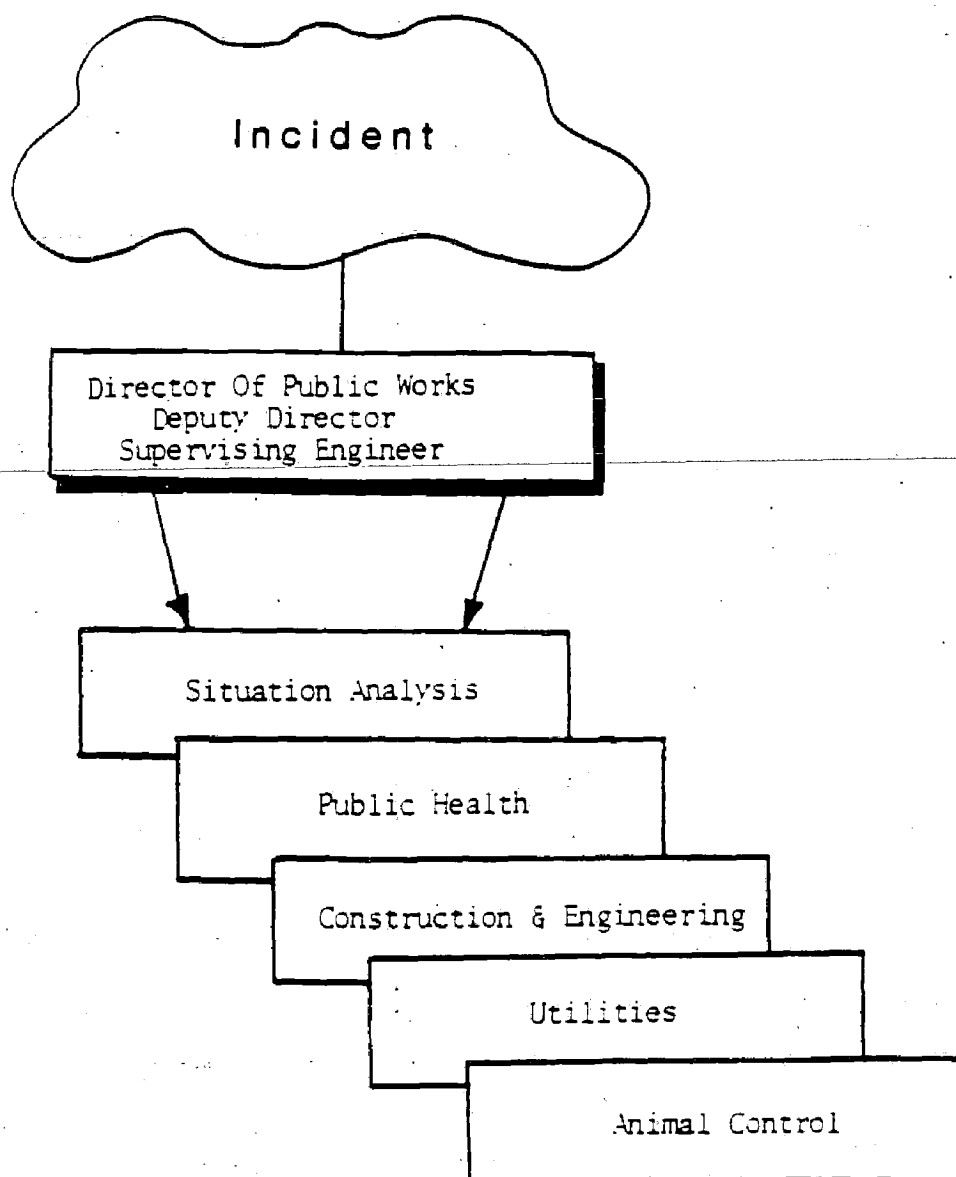 Incident
Director Of Public Works
Deputy Director
Supervising Engineer
Situation Analysis
Public Health
Construction & Engineering
Utilities
Animal Control